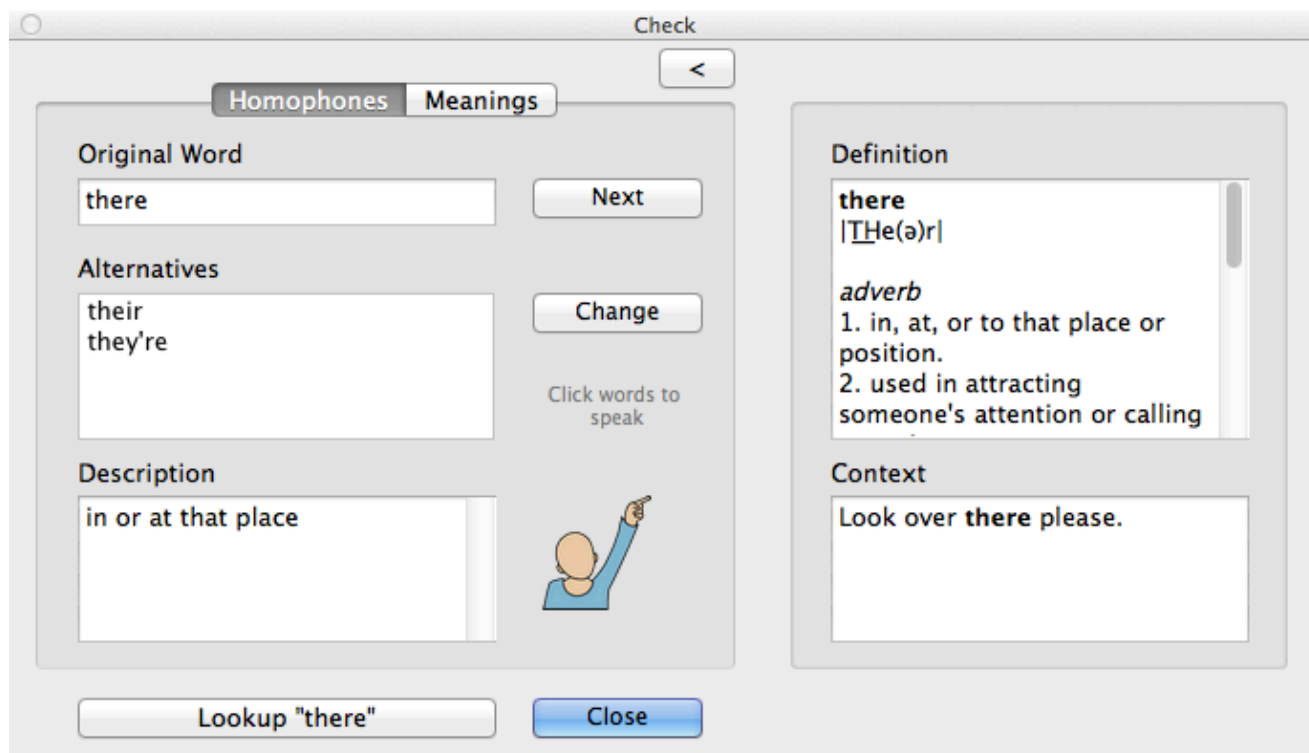 Check
<
Homophones Meanings
Original Word
there
Next
Alternatives
their
they're
Change
Click words to
speak
Description
in or at that place
Lookup "there"
Close
Definition
there
|THe(ə)r|
adverb
1. in, at, or to that place or
position.
2. used in attracting
someone's attention or calling
Context
Look over there please.